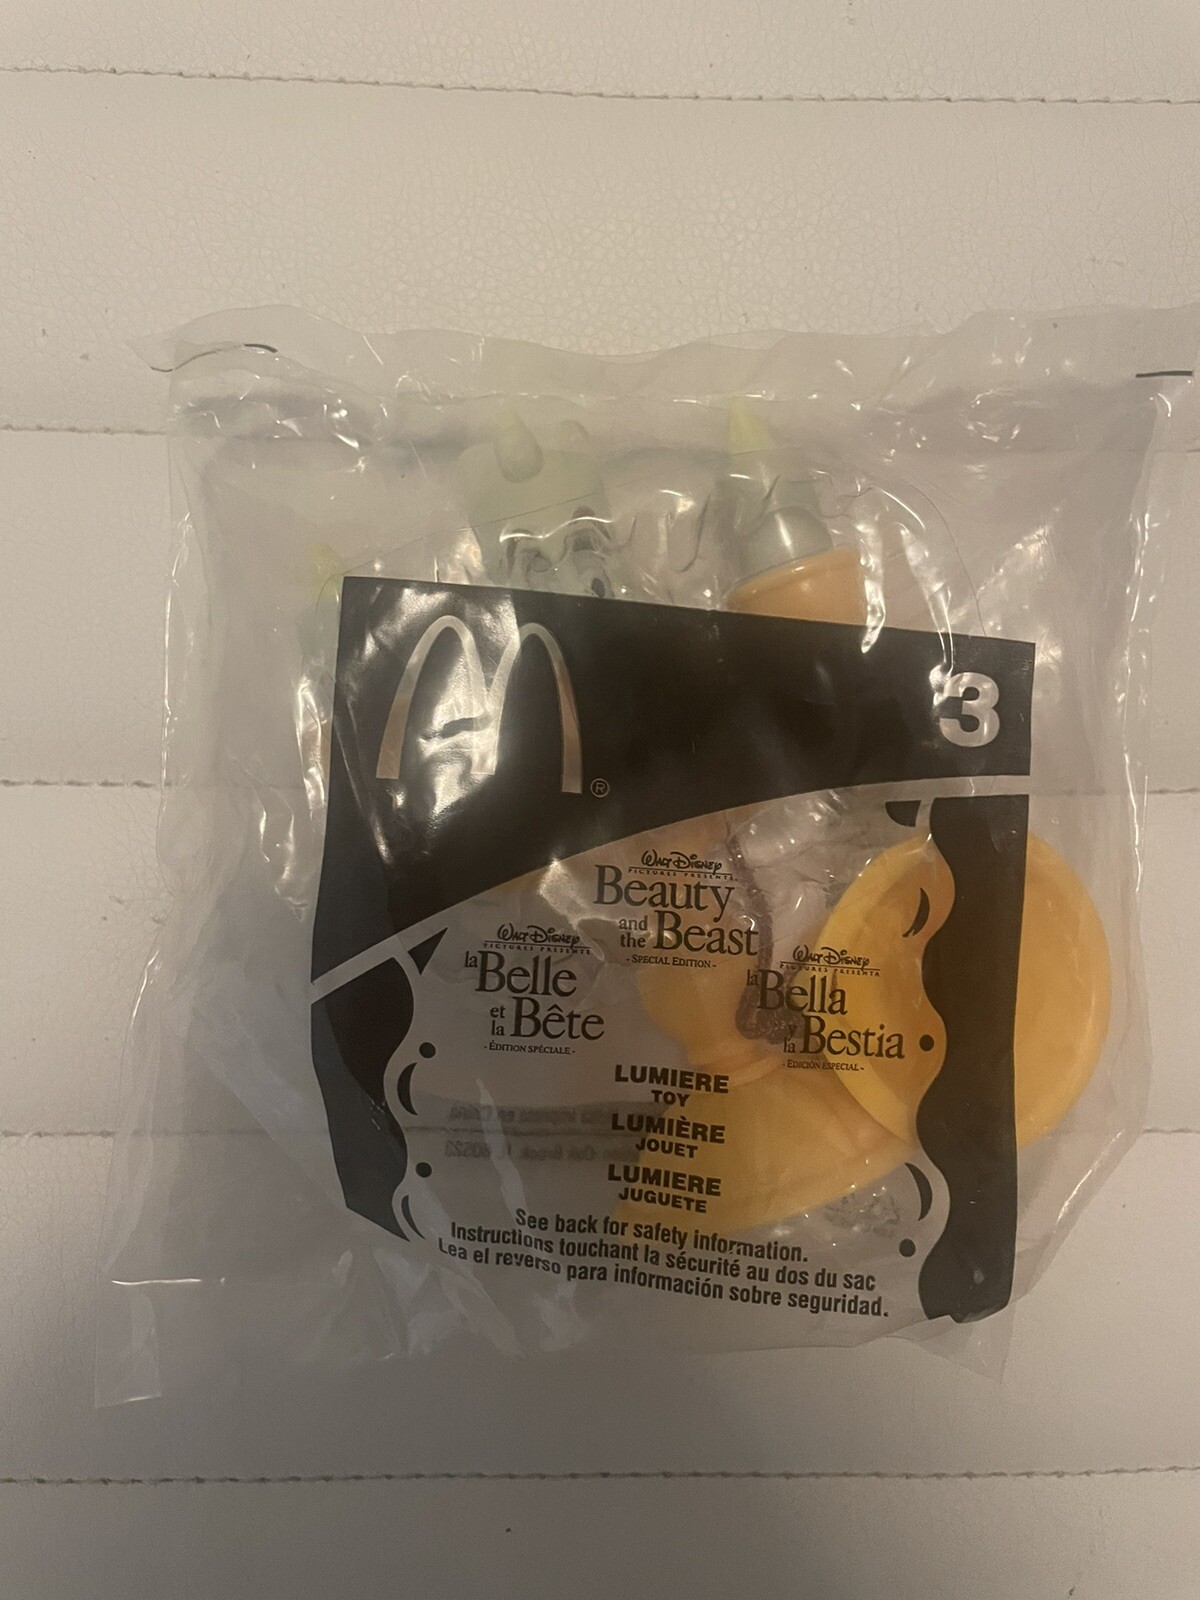 ®
3
WALT DISNEY
PICTURES PRESENTS
Beauty
and
the Beast
- SPECIAL EDITION -
WALT DISNEY
PICTURES PRESENTE
la Belle
et
la Bête
- ÉDITION SPÉCIALE -
WALT DISNEY
PICTURES PRESENTA
la Bella
y
la Bestia
- EDICIÓN ESPECIAL -
LUMIERE
TOY
LUMIÈRE
JOUET
LUMIERE
JUGUETE
See back for safety information.
Instructions touchant la sécurité au dos du sac
Lea el reverso para información sobre seguridad.